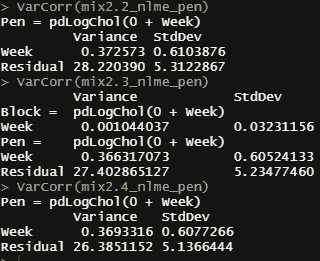 > VarCorr(mix2.2_nlme_pen)
Pen = pdLogChol(0 + Week)
         Variance  StdDev
Week      0.372573 0.6103876
Residual 28.220390 5.3122867
> VarCorr(mix2.3_nlme_pen)
         Variance            StdDev
Block =  pdLogChol(0 + Week)
Week      0.001044037        0.03231156
Pen =    pdLogChol(0 + Week)
Week      0.366317073        0.60524133
Residual 27.402865127        5.23477460
> VarCorr(mix2.4_nlme_pen)
Pen = pdLogChol(0 + Week)
         Variance   StdDev
Week      0.3693316 0.6077266
Residual 26.3851152 5.1366644
>